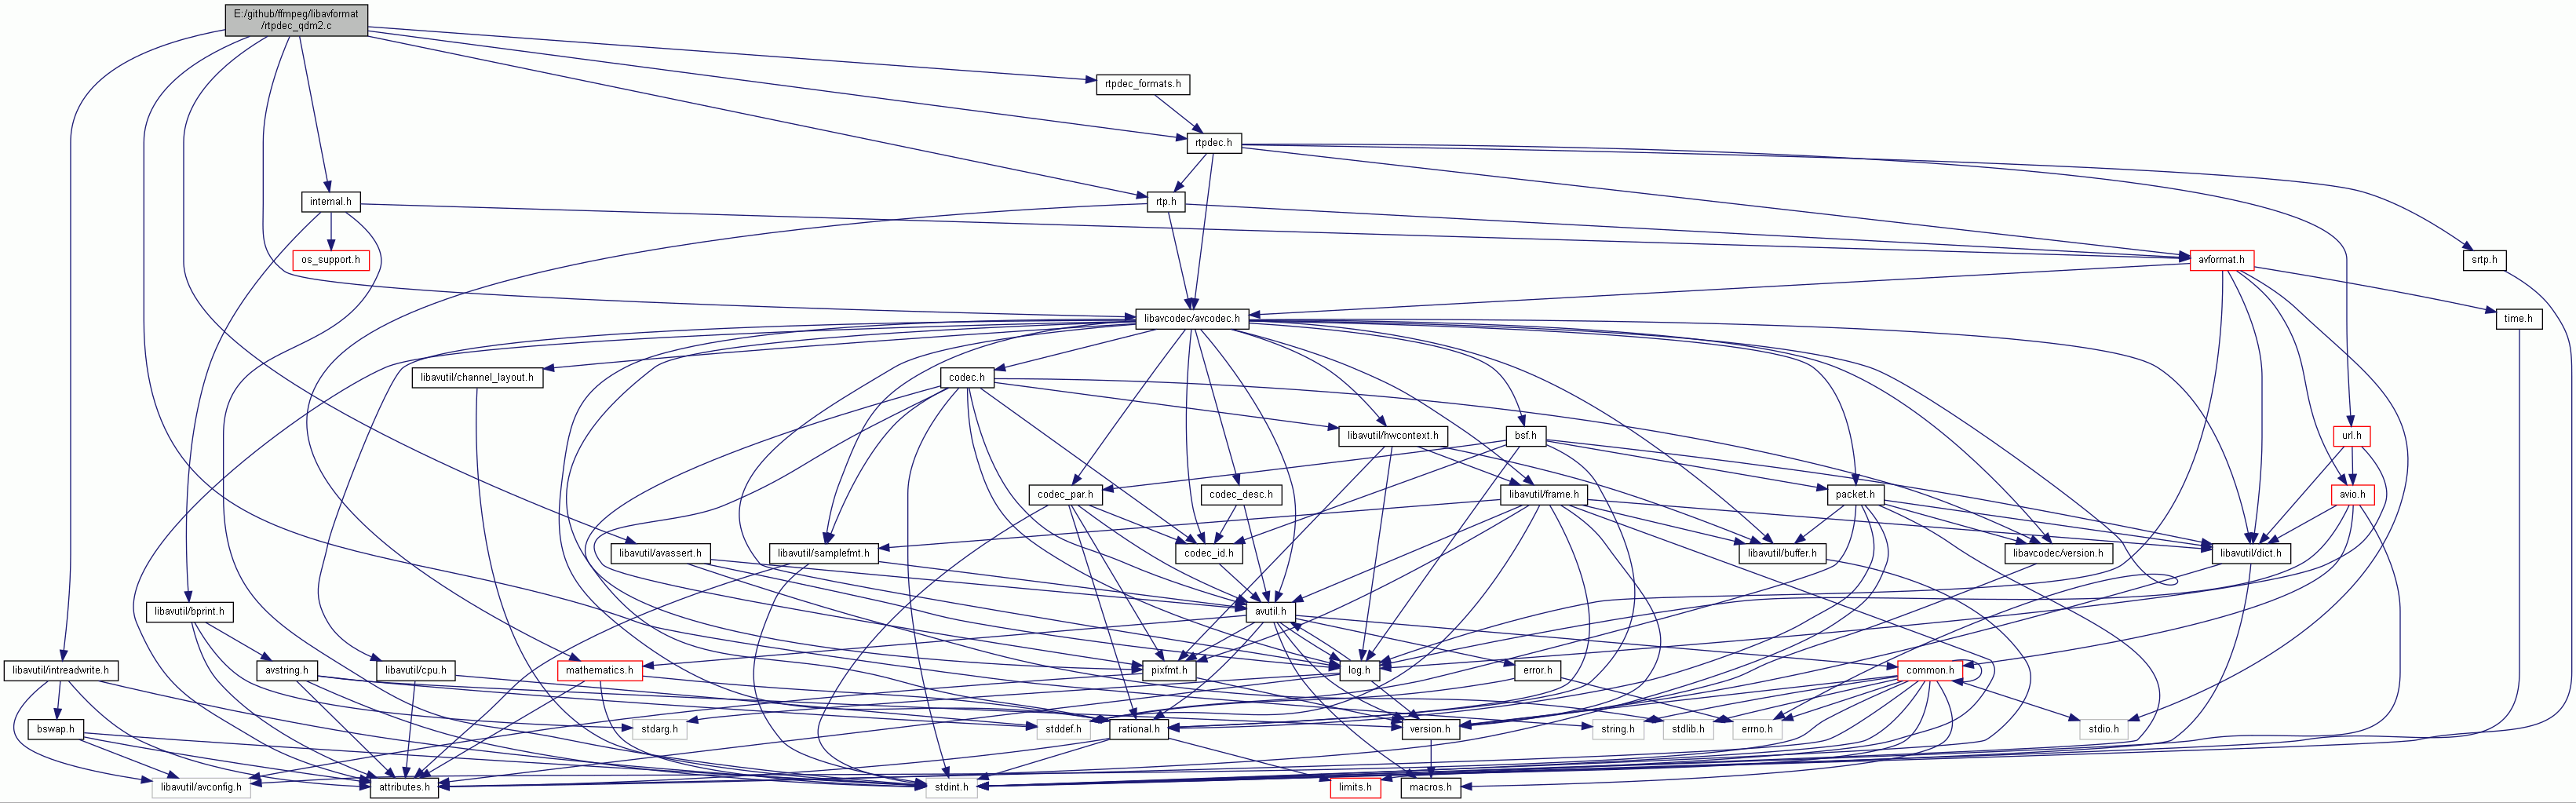 E:/github/ffmpeg/libavformat
/rtpdec_qdm2.c
rtpdec_formats.h
rtpdec.h
internal.h
rtp.h
os_support.h
avformat.h
srtp.h
libavcodec/avcodec.h
time.h
libavutil/channel_layout.h
codec.h
libavutil/hwcontext.h
bsf.h
url.h
codec_par.h
codec_desc.h
libavutil/frame.h
packet.h
avio.h
libavutil/avassert.h
libavutil/samplefmt.h
codec_id.h
libavutil/buffer.h
libavcodec/version.h
libavutil/dict.h
libavutil/bprint.h
avutil.h
libavutil/intreadwrite.h
avstring.h
libavutil/cpu.h
mathematics.h
pixfmt.h
log.h
error.h
common.h
bswap.h
stdarg.h
stddef.h
rational.h
version.h
string.h
stdlib.h
errno.h
stdio.h
libavutil/avconfig.h
attributes.h
stdint.h
limits.h
macros.h